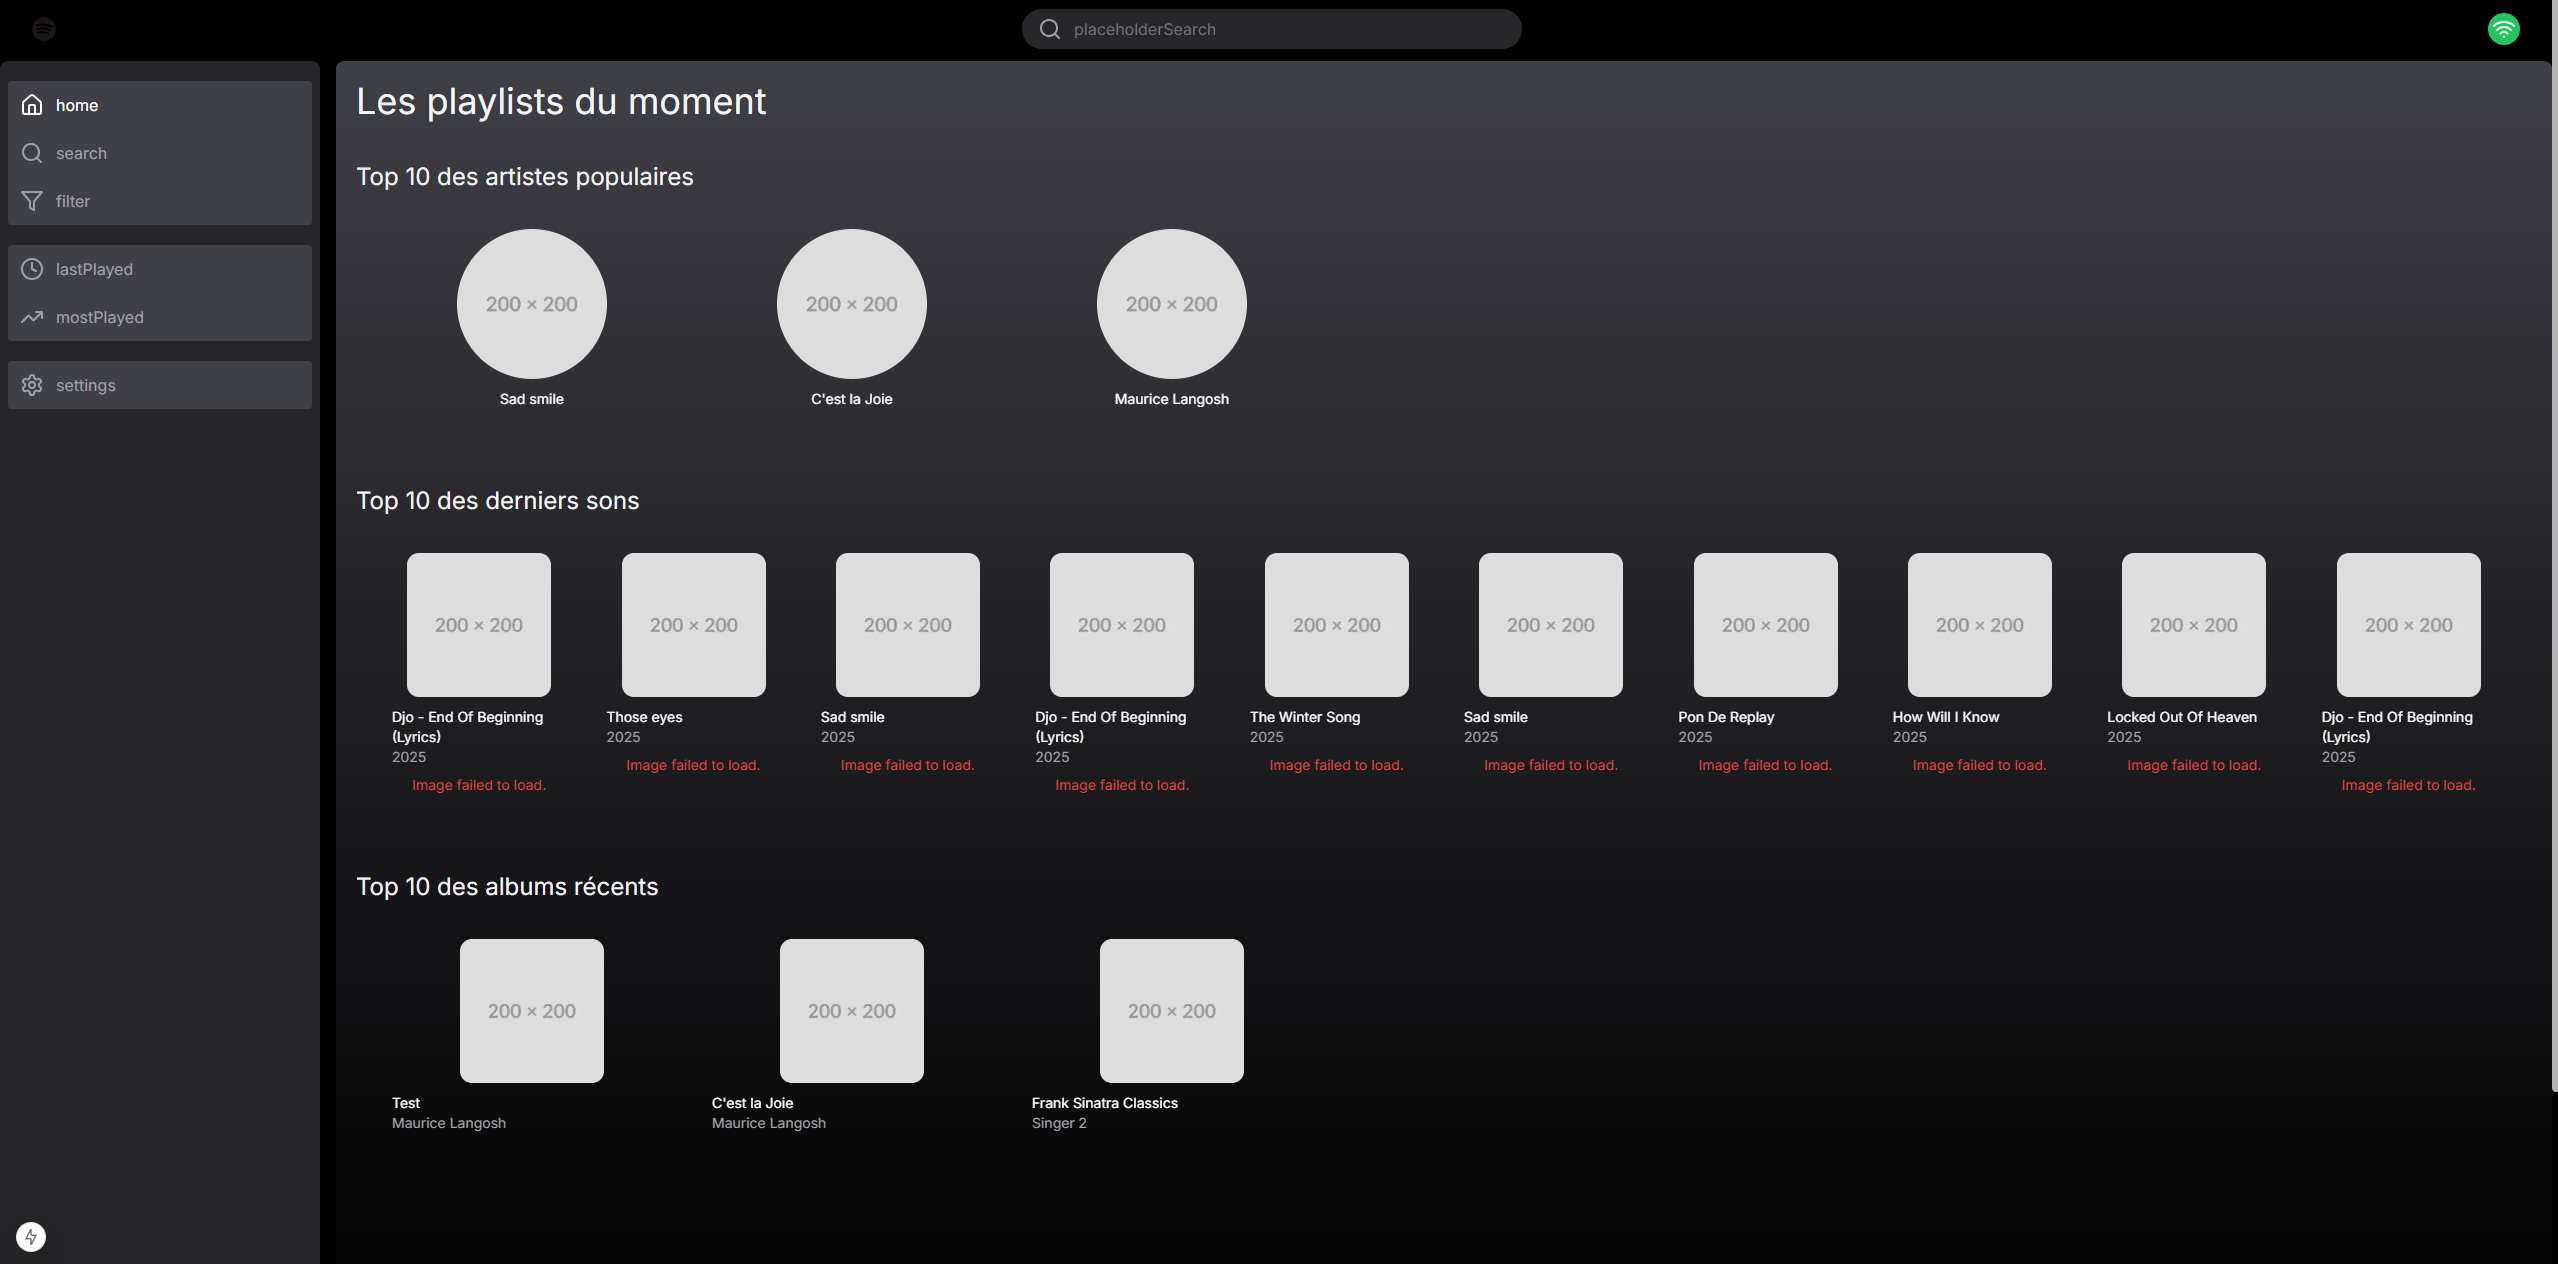 placeholderSearch
home
search
filter
lastPlayed
mostPlayed
settings
Les playlists du moment
Top 10 des artistes populaires
200 × 200
200 × 200
200 × 200
Sad smile
C'est la Joie
Maurice Langosh
Top 10 des derniers sons
200 × 200
200 × 200
200 × 200
200 × 200
200 × 200
200 × 200
200 × 200
200 × 200
200 × 200
200 × 200
Djo - End Of Beginning
(Lyrics)
2025
Image failed to load.
Those eyes
2025
Image failed to load.
Sad smile
2025
Image failed to load.
Djo - End Of Beginning
(Lyrics)
2025
Image failed to load.
The Winter Song
2025
Image failed to load.
Sad smile
2025
Image failed to load.
Pon De Replay
2025
Image failed to load.
How Will I Know
2025
Image failed to load.
Locked Out Of Heaven
2025
Image failed to load.
Djo - End Of Beginning
(Lyrics)
2025
Image failed to load.
Top 10 des albums récents
200 × 200
200 × 200
200 × 200
Test
Maurice Langosh
C'est la Joie
Maurice Langosh
Frank Sinatra Classics
Singer 2